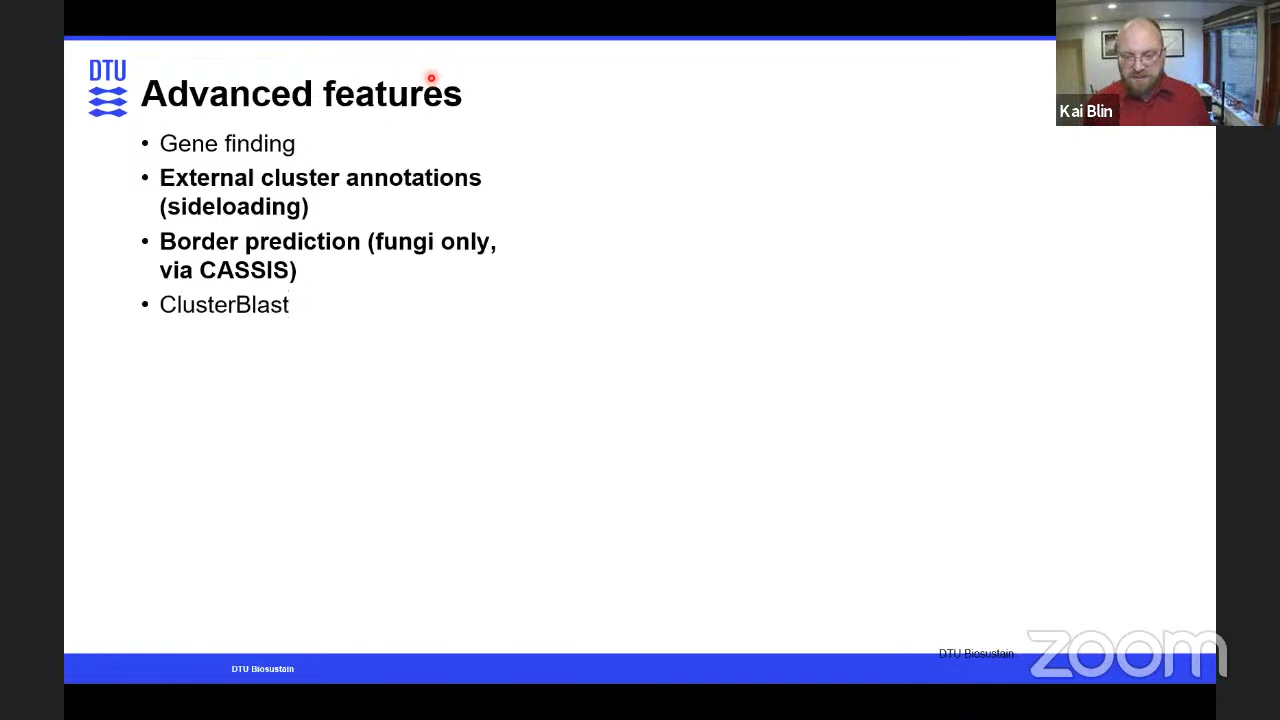 DTU
Advanced features
Kai Blin
• Gene finding
• External cluster annotations
(sideloading)
• Border prediction (fungi only,
via CASSIS)
• ClusterBlast
DTU Biosustain
DTU Biosustain
zoom